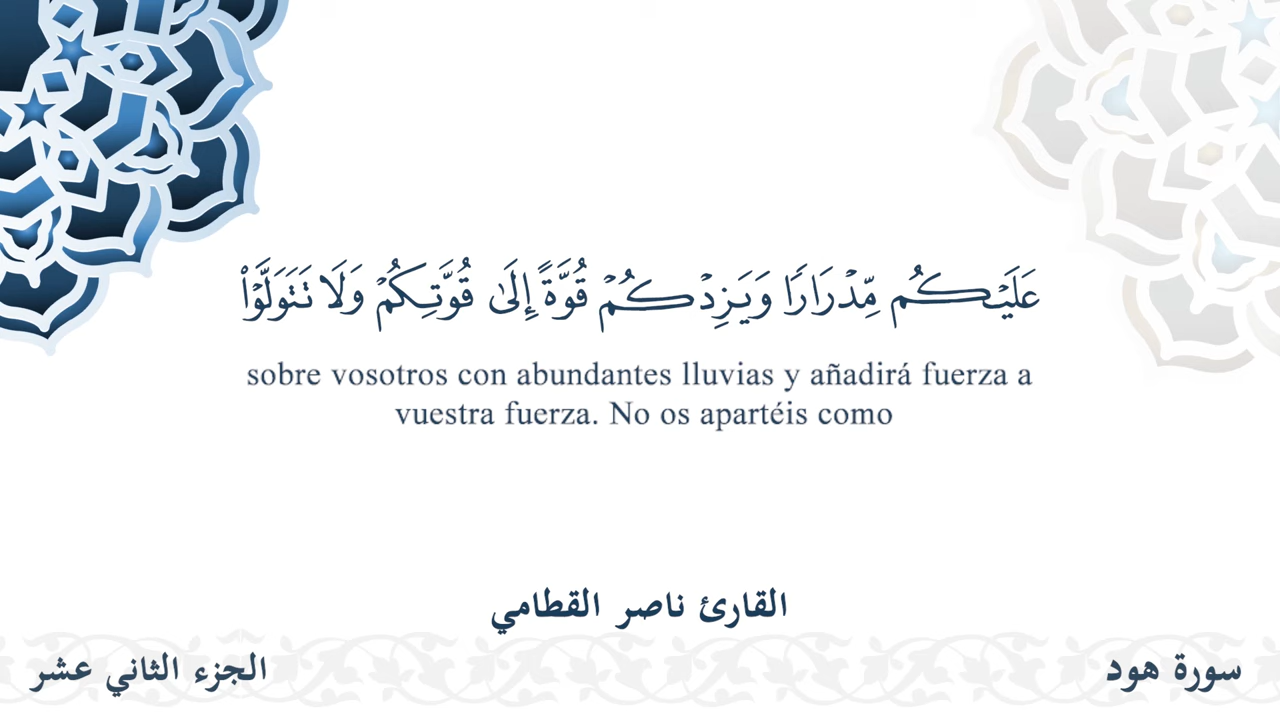 عَلَيْكُم مِّدْرَارًا وَيَزِدْكُمْ قُوَّةً إِلَىٰ قُوَّتِكُمْ وَلَا تَتَوَلَّوْا۟
sobre vosotros con abundantes lluvias y añadirá fuerza a
vuestra fuerza. No os apartéis como
القارئ ناصر القطامي
سورة هود
الجزء الثاني عشر